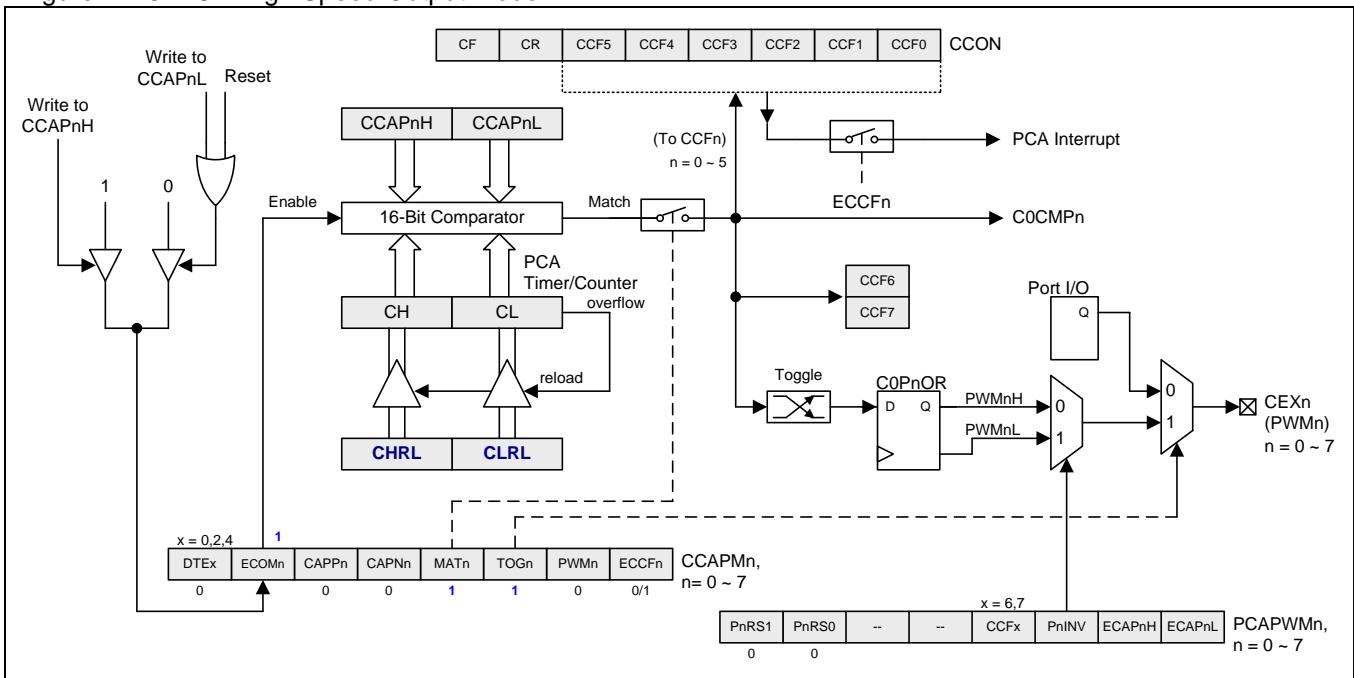 CF CR CCF5 CCF4 CCF3 CCF2 CCF1 CCF0 CCON
Write to
CCAPnL
Reset
Write to
CCAPnH
CCAPnH CCAPnL
(To CCFn)
n = 0 ~ 5
PCA Interrupt
ECCFn
1 0
Enable
16-Bit Comparator
Match
C0CMPn
PCA
Timer/Counter
overflow
CH CL
CCF6
CCF7
Port I/O
Q
reload
Toggle
C0PnOR
D Q
PWMnH
PWMnL
0
1
0
1
CEXn
(PWMn)
n = 0 ~ 7
CHRL CLRL
x = 0,2,4
1
DTEx ECOMn CAPPn CAPNn MATn TOGn PWMn ECCFn
CCAPMn,
n= 0 ~ 7
0 0 0 1 1 0 0/1
x = 6,7
PnRS1 PnRS0 -- -- CCFx PnINV ECAPnH ECAPnL
PCAPWMn,
n = 0 ~ 7
0 0